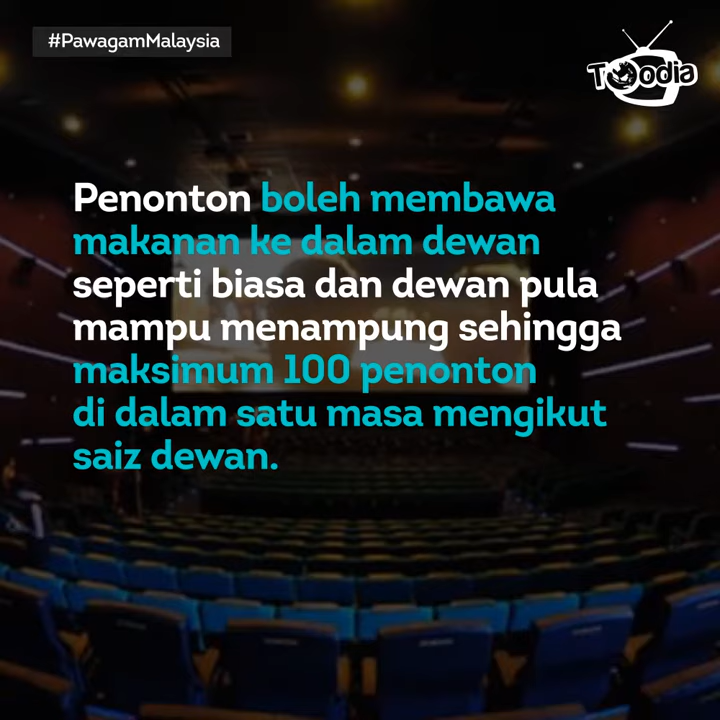 #PawagamMalaysia
Toodia
Penonton boleh membawa
makanan ke dalam dewan
seperti biasa dan dewan pula
mampu menampung sehingga
maksimum 100 penonton
di dalam satu masa mengikut
saiz dewan.